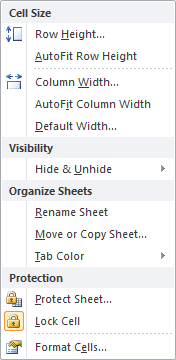 Cell Size
Row Height...
AutoFit Row Height
Column Width...
AutoFit Column Width
Default Width...
Visibility
Hide & Unhide
Organize Sheets
Rename Sheet
Move or Copy Sheet...
Tab Color
Protection
Protect Sheet...
Lock Cell
Format Cells...